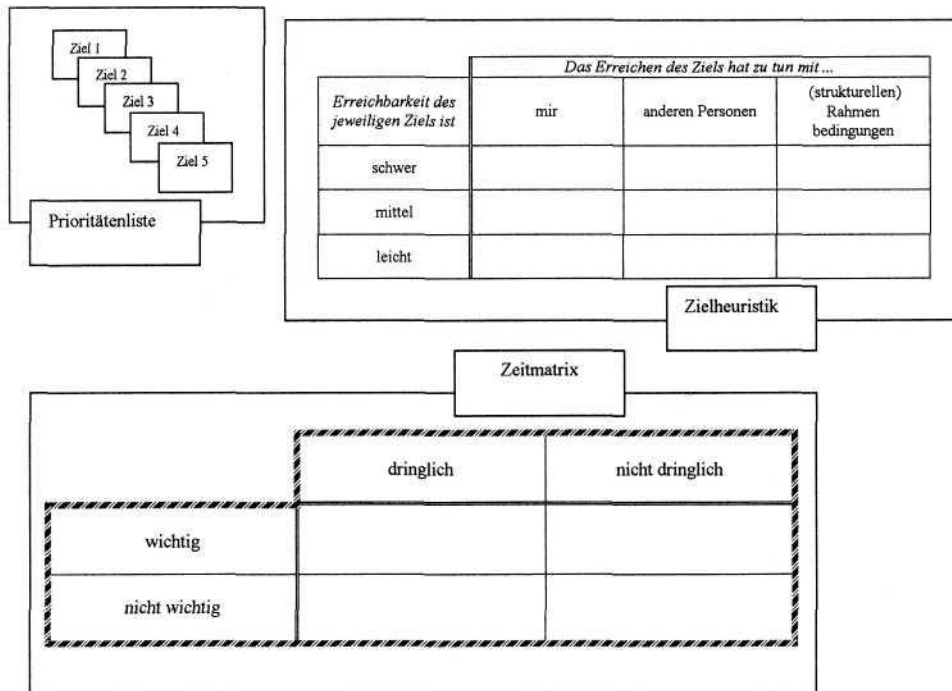 Ziel 1
Ziel 2
Ziel 3
Ziel 4
Ziel 5
Prioritätenliste
Das Erreichen des Ziels hat zu tun mit ...
Erreichbarkeit des
jeweiligen Ziels ist
mir
anderen Personen
(strukturellen)
Rahmen
bedingungen
schwer
mittel
leicht
Zielheuristik
Zeitmatrix
dringlich
nicht dringlich
wichtig
nicht wichtig